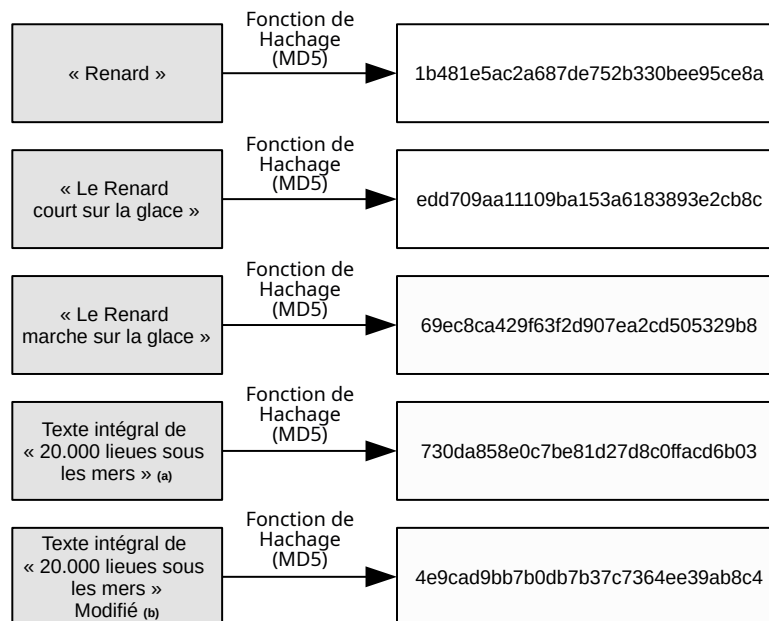 Fonction de
Hachage
(MD5)
« Renard »
1b481e5ac2a687de752b330bee95ce8a
Fonction de
Hachage
(MD5)
« Le Renard
court sur la glace »
edd709aa11109ba153a6183893e2cb8c
Fonction de
Hachage
(MD5)
« Le Renard
marche sur la glace »
69ec8ca429f63f2d907ea2cd505329b8
Fonction de
Hachage
(MD5)
Texte intégral de
« 20.000 lieues sous
les mers » (a)
730da858e0c7be81d27d8c0ffacd6b03
Fonction de
Hachage
(MD5)
Texte intégral de
« 20.000 lieues sous
les mers »
Modifié (b)
4e9cad9bb7b0db7b37c7364ee39ab8c4